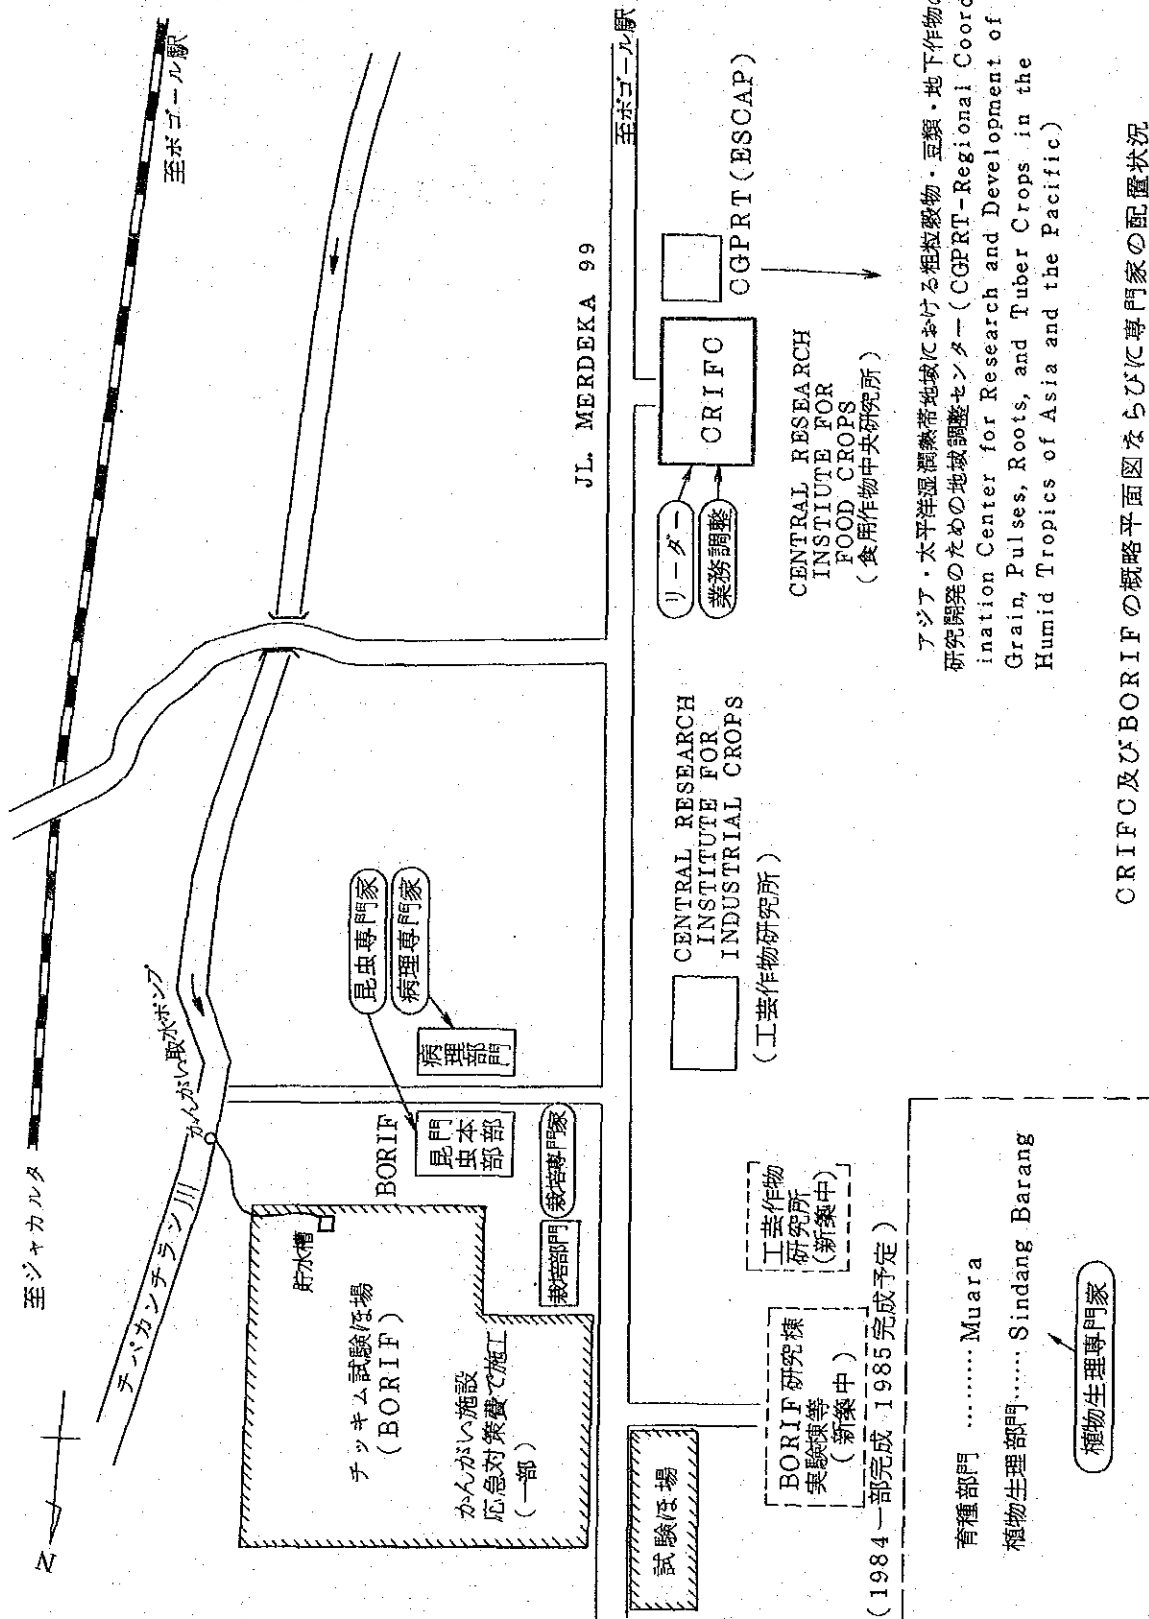 至ジャカルタ
至ボゴール駅
N
チパカンチラン川
かんがい取水ポンプ
貯水槽
チッキム試験ほ場
(BORIF)
かんがい施設
応急対策費で施工
(一部)
BORIF
昆虫専門家
病理専門家
病理
部門
昆虫部門
本部
栽培部門
栽培専門家
JL. MERDEKA 99
至ボゴール駅
試験ほ場
BORIF研究棟
実験棟等
(新築中)
(1984一部完成 1985完成予定)
工芸作物
研究所
(新築中)
CENTRAL RESEARCH
INSTITUTE FOR
INDUSTRIAL CROPS
(工芸作物研究所)
リーダー
業務調整
CRIFC
CGPRT(ESCAP)
CENTRAL RESEARCH
INSTIUTE FOR
FOOD CROPS
(食用作物中央研究所)
アジア・太平洋湿潤熱帯地域における粗粒穀物・豆類・地下作物の
研究開発のための地域調整センター(CGPRT-Regional Coord
ination Center for Research and Development of
Grain, Pulses, Roots, and Tuber Crops in the
Humid Tropics of Asia and the Pacific)
育種部門 ……… Muara
植物生理部門…… Sindang Barang
植物生理専門家
CRIFC及びBORIFの概略平面図ならびに専門家の配置状況